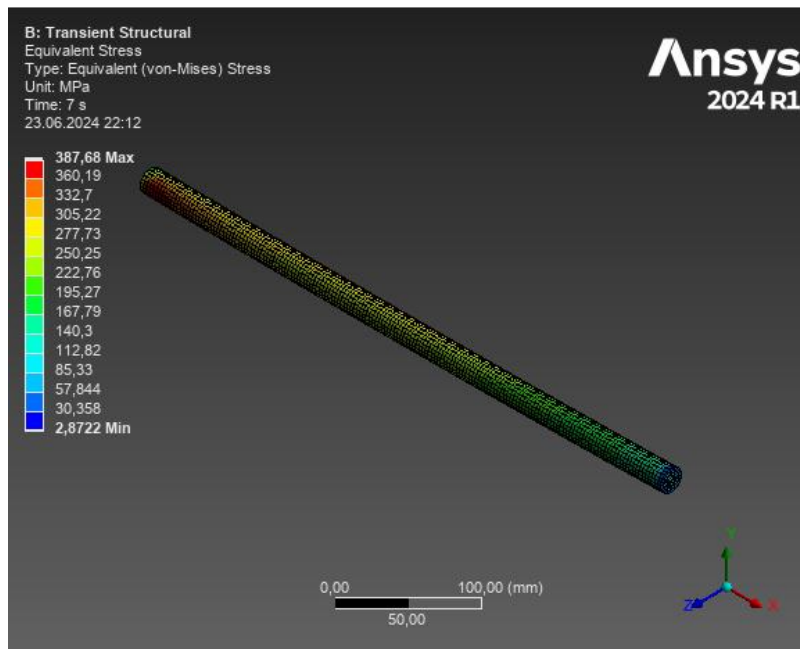 B: Transient Structural
Equivalent Stress
Type: Equivalent (von-Mises) Stress
Unit: MPa
Time: 7 s
23.06.2024 22:12
Ansys
2024 R1
387,68 Max
360,19
332,7
305,22
277,73
250,25
222,76
195,27
167,79
140,3
112,82
85,33
57,844
30,358
2,8722 Min
0,00 100,00 (mm)
50,00
Y
Z X